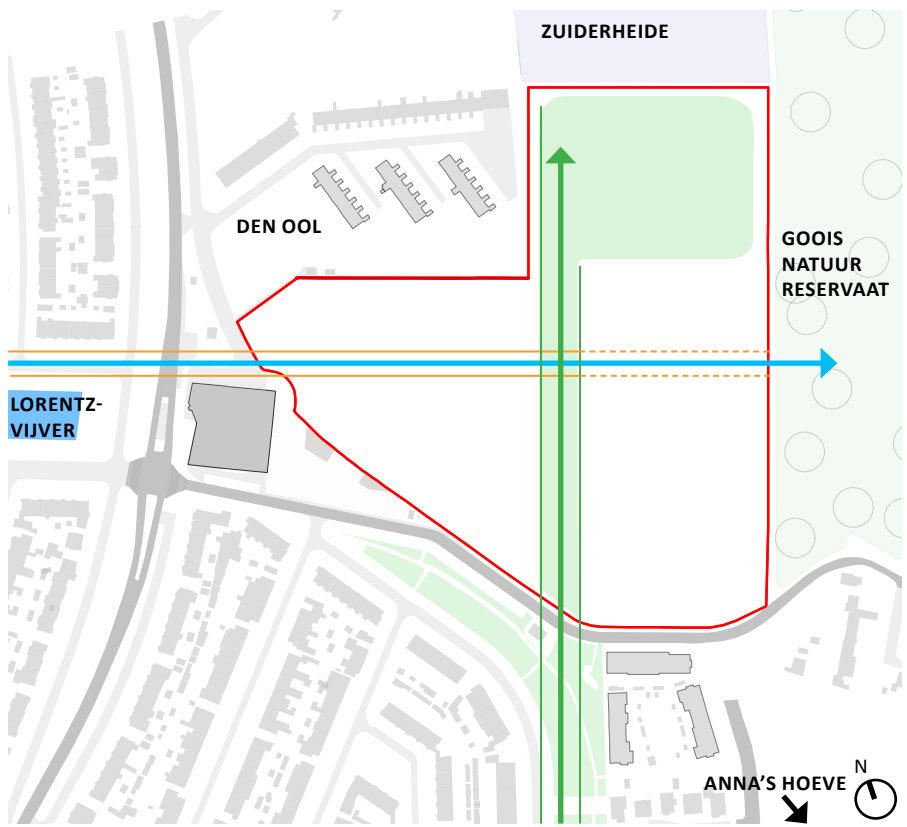 ZUIDERHEIDE
DEN OOL
GOOIS
NATUUR
RESERVAAT
LORENTZ-
VIJVER
ANNA'S HOEVE
N